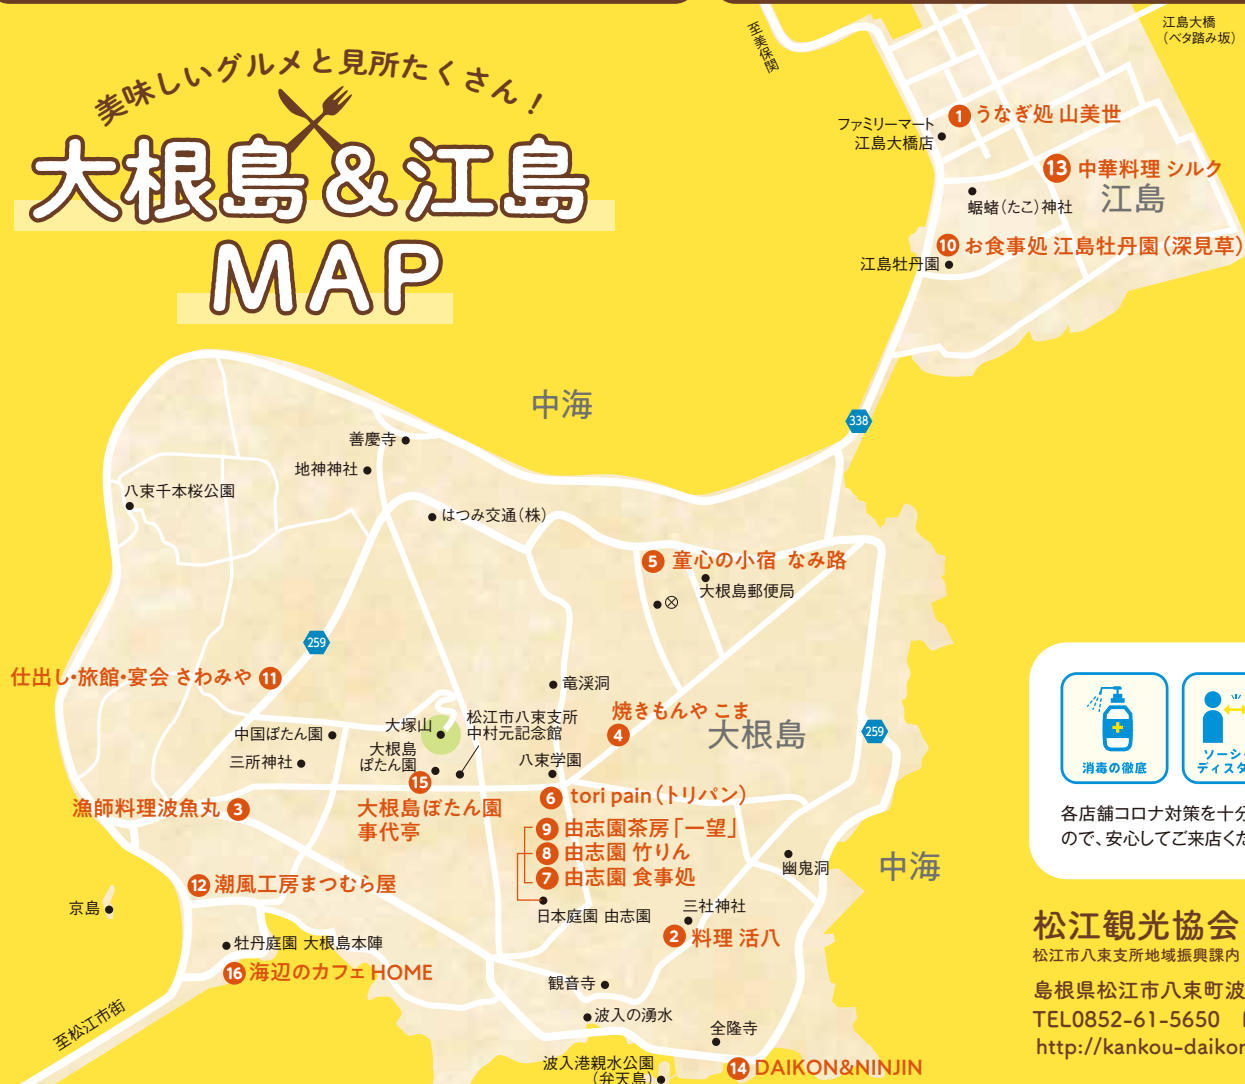 美味しいグルメと見所たくさん！
大根島＆江島
MAP
至美保関
江島大橋
（ベタ踏み坂）
ファミリーマート
江島大橋店
1 うなぎ処 山美世
13 中華料理 シルク
蛸蛸（たこ）神社
江島
10 お食事処 江島牡丹園（深見草）
江島牡丹園
中海
338
善慶寺
地神神社
八束千本桜公園
はつみ交通（株）
5 童心の小宿 なみ路
大根島郵便局
259
仕出し・旅館・宴会 さわみや 11
竜渓洞
大塚山
松江市八束支所
中村元記念館
焼きもんや こま
4
大根島
259
中国ぼたん園
大根島
ぼたん園
三所神社
八束学園
15
大根島ぼたん園
事代亭
漁師料理波魚丸 3
6 tori pain（トリパン）
9 由志園茶房「一望」
8 由志園 竹りん
7 由志園 食事処
日本庭園 由志園
幽鬼洞
中海
12 潮風工房まつむら屋
京島
三社神社
2 料理 活八
牡丹庭園 大根島本陣
16 海辺のカフェ HOME
観音寺
波入の湧水
全隆寺
至松江市街
波入港親水公園
（弁天島）
14 DAIKON&NINJIN
消毒の徹底
ソーシ
ディスタ
各店舗コロナ対策を十分
ので、安心してご来店くだ
松江観光協会
松江市八束支所地域振興課内
島根県松江市八束町波
TEL0852-61-5650
http://kankou-daikon